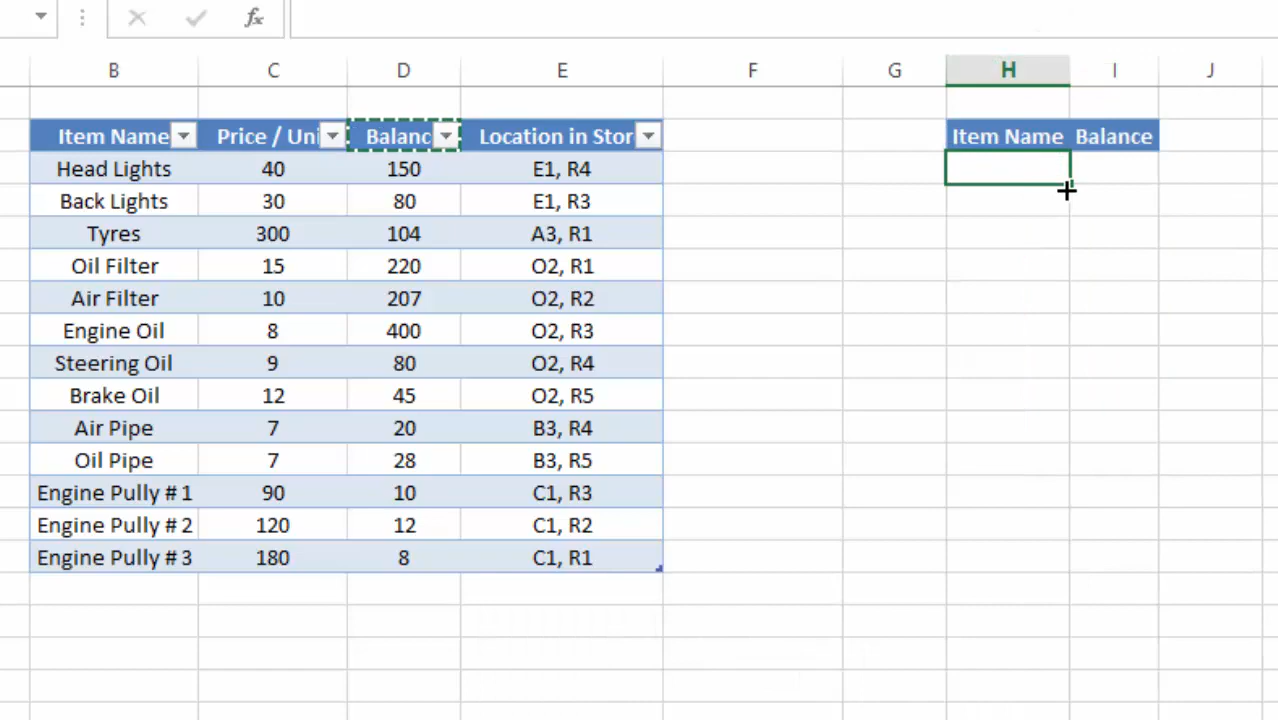 fx
B C D E F G H I J
Item Name Price / Uni Balanc Location in Stor Item Name Balance
Head Lights 40 150 E1, R4
Back Lights 30 80 E1, R3
Tyres 300 104 A3, R1
Oil Filter 15 220 O2, R1
Air Filter 10 207 O2, R2
Engine Oil 8 400 O2, R3
Steering Oil 9 80 O2, R4
Brake Oil 12 45 O2, R5
Air Pipe 7 20 B3, R4
Oil Pipe 7 28 B3, R5
Engine Pully # 1 90 10 C1, R3
Engine Pully # 2 120 12 C1, R2
Engine Pully # 3 180 8 C1, R1